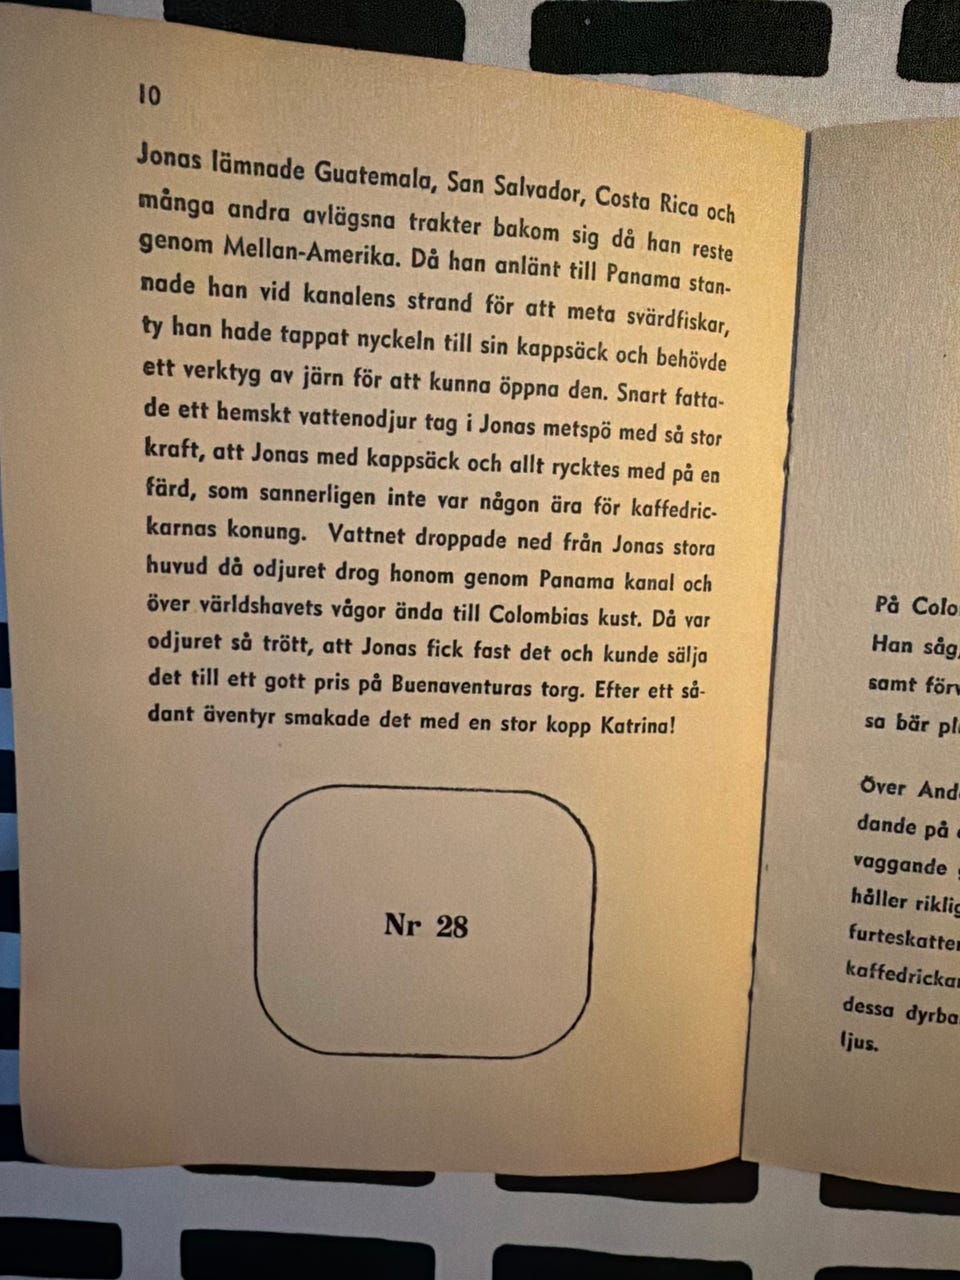 10
Jonas lämnade Guatemala, San Salvador, Costa Rica och
många andra avlägsna trakter bakom sig då han reste
genom Mellan-Amerika. Då han anlänt till Panama stan-
nade han vid kanalens strand för att meta svärdfiskar,
ty han hade tappat nyckeln till sin kappsäck och behövde
ett verktyg av järn för att kunna öppna den. Snart fatta-
de ett hemskt vattenodjur tag i Jonas metspö med så stor
kraft, att Jonas med kappsäck och allt rycktes med på en
färd, som sannerligen inte var någon ära för kaffedric-
karnas konung. Vattnet droppade ned från Jonas stora
huvud då odjuret drog honom genom Panama kanal och
över världshavets vågor ända till Colombias kust. Då var
odjuret så trött, att Jonas fick fast det och kunde sälja
det till ett gott pris på Buenaventuras torg. Efter ett så-
dant äventyr smakade det med en stor kopp Katrina!
Nr 28
På Colo
Han såg,
samt förv
sa bär pl
Över And
dande på
vaggande
håller riklig
furteskatter
kaffedrickar
dessa dyrba
ljus.